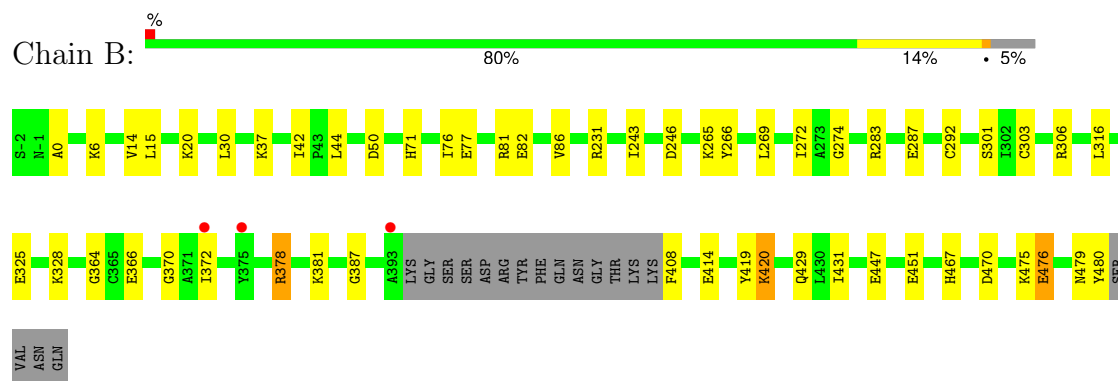 %
Chain B:
80% 14% • 5%
S-2 N-1 A0 K6 V14 L15 K20 L30 K37 I42 P43 L44 D50 H71 I76 E77 R81 E82 V86 R231 I243 D246 K265 Y266 L269 I272 A273 G274 R283 E287 C292 S301 I302 C303 R306 L316
E325 K328 G364 C365 E366 G370 A371 I372 Y375 R378 K381 G387 A393 LYS GLY SER SER ASP ARG TYR PHE GLN ASN GLY THR LYS LYS F408 E414 Y419 K420 Q429 L430 I431 E447 E451 H467 D470 K475 E476 N479 Y480 SER
VAL ASN GLN